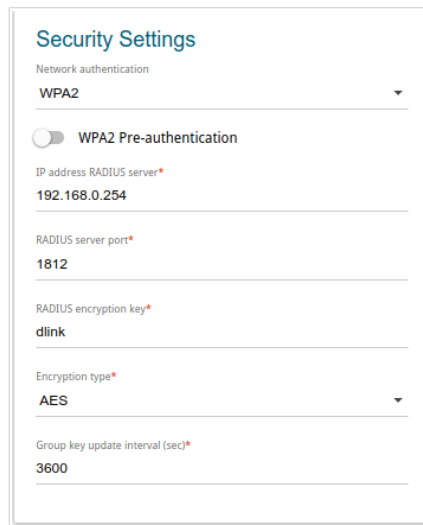 Security Settings
Network authentication
WPA2
WPA2 Pre-authentication
IP address RADIUS server*
192.168.0.254
RADIUS server port*
1812
RADIUS encryption key*
dlink
Encryption type*
AES
Group key update interval (sec)*
3600